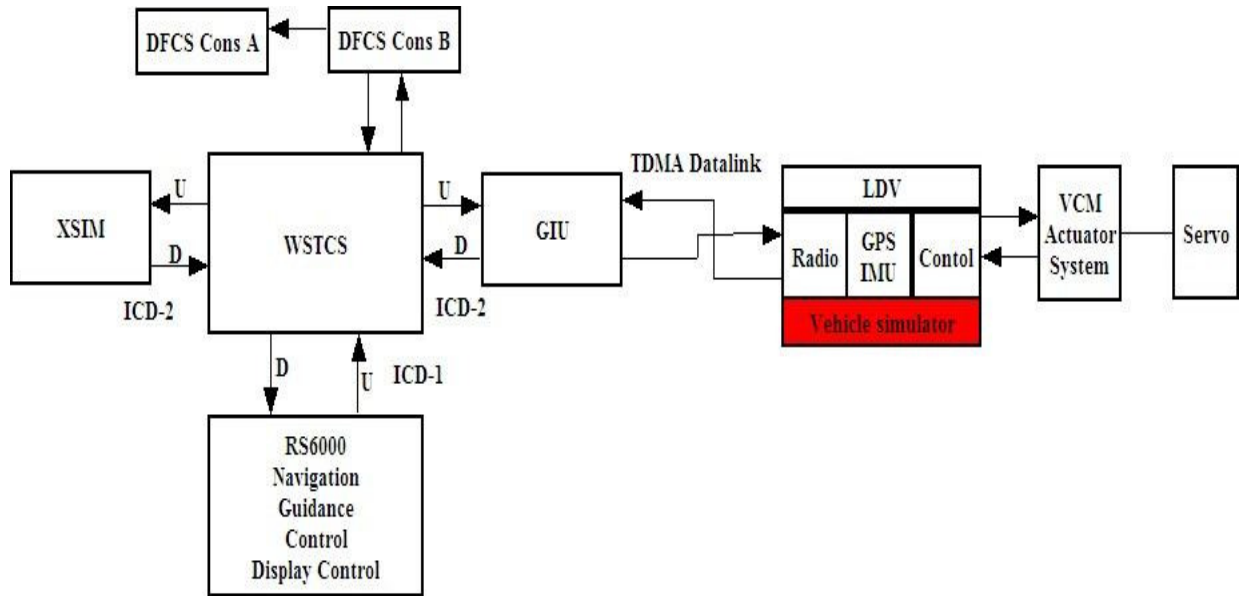 DFCS Cons A
DFCS Cons B
TDMA Datalink
XSIM
U
D
ICD-2
WSTCS
U
D
ICD-2
GIU
LDV
Radio
GPS
IMU
Contol
Vehicle simulator
VCM
Actuator
System
Servo
D
U
ICD-1
RS6000
Navigation
Guidance
Control
Display Control